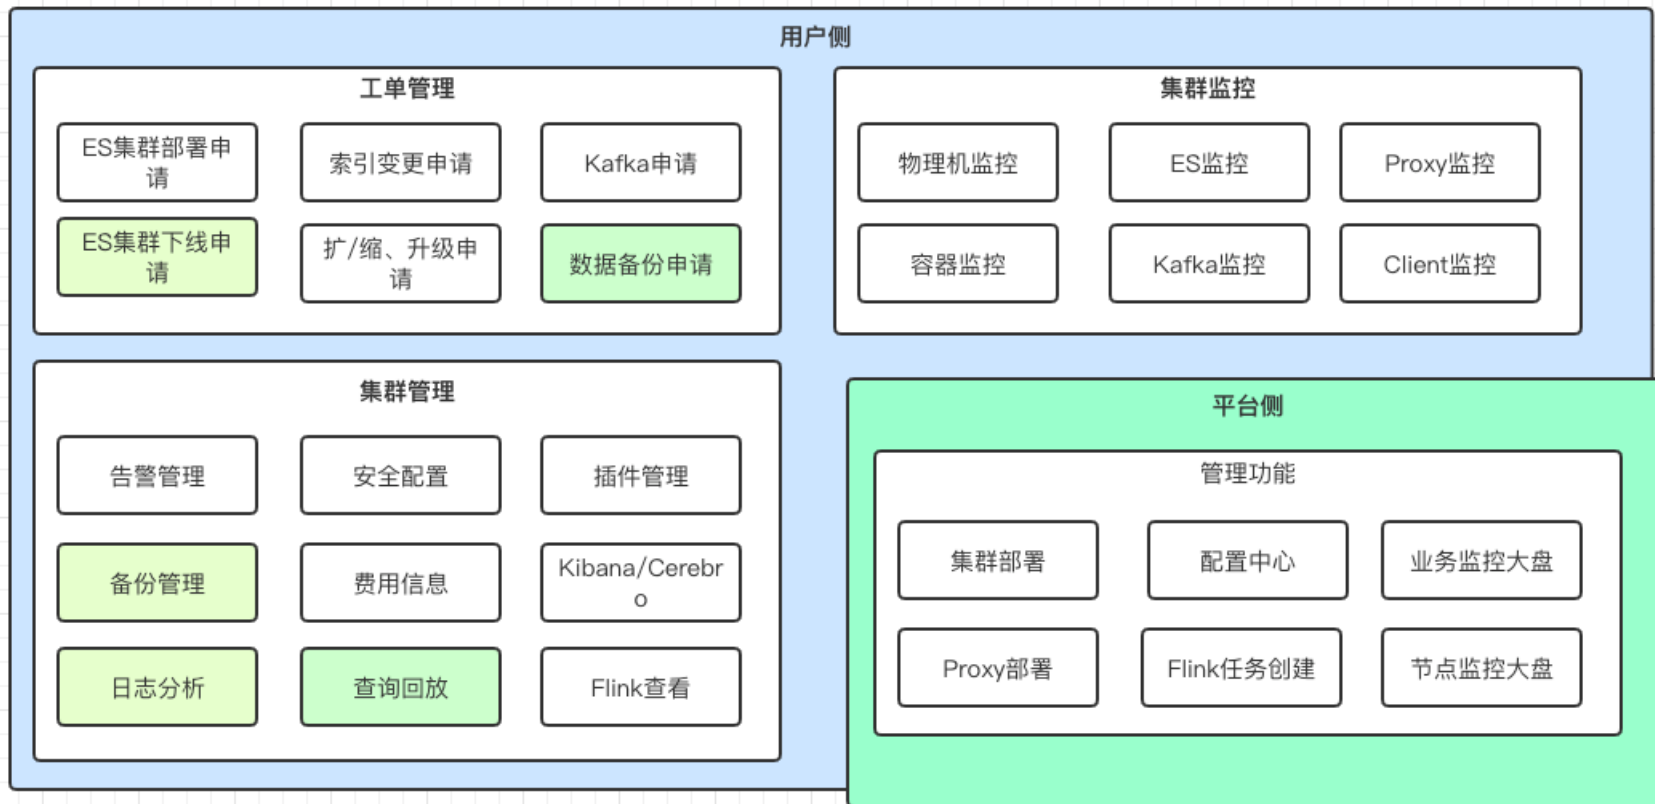 用户侧
工单管理
ES集群部署申
请
索引变更申请
Kafka申请
ES集群下线申
请
扩/缩、升级申
请
数据备份申请
集群监控
物理机监控
ES监控
Proxy监控
容器监控
Kafka监控
Client监控
集群管理
告警管理
安全配置
插件管理
备份管理
费用信息
Kibana/Cerebr
o
日志分析
查询回放
Flink查看
平台侧
管理功能
集群部署
配置中心
业务监控大盘
Proxy部署
Flink任务创建
节点监控大盘